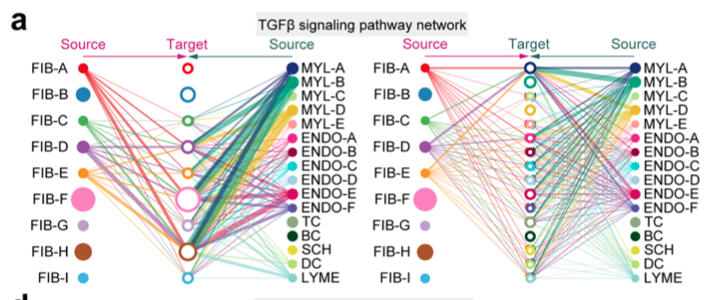 a
TGFβ signaling pathway network
Source Target Source Source Target Source
FIB-A MYL-A FIB-A MYL-A
MYL-B MYL-B
FIB-B FIB-B
MYL-C MYL-C
MYL-D MYL-D
FIB-C FIB-C
MYL-E MYL-E
ENDO-A ENDO-A
FIB-D FIB-D
ENDO-B ENDO-B
ENDO-C ENDO-C
FIB-E FIB-E
ENDO-D ENDO-D
ENDO-E ENDO-E
FIB-F FIB-F
ENDO-F ENDO-F
TC TC
FIB-G FIB-G
BC BC
FIB-H SCH FIB-H SCH
DC DC
FIB-I LYME FIB-I LYME